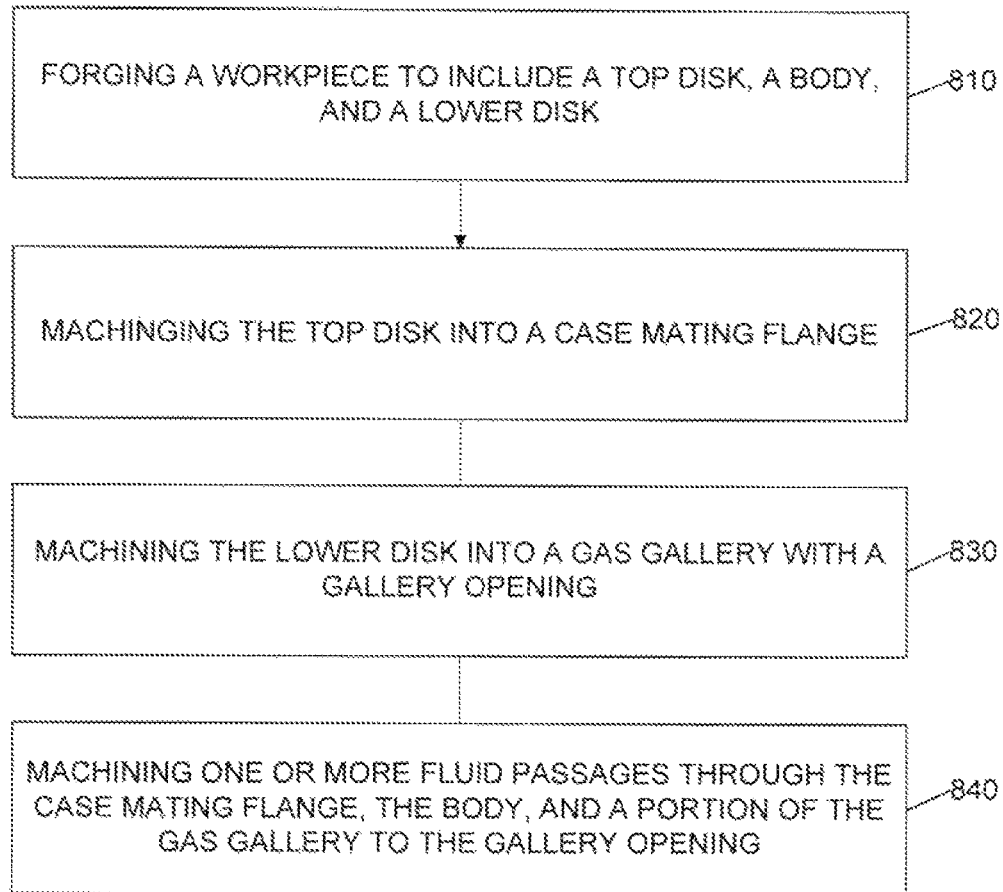 FORGING A WORKPIECE TO INCLUDE A TOP DISK, A BODY,
AND A LOWER DISK
810
MACHINGING THE TOP DISK INTO A CASE MATING FLANGE
820
MACHINING THE LOWER DISK INTO A GAS GALLERY WITH A
GALLERY OPENING
830
MACHINING ONE OR MORE FLUID PASSAGES THROUGH THE
CASE MATING FLANGE, THE BODY, AND A PORTION OF THE
GAS GALLERY TO THE GALLERY OPENING
840